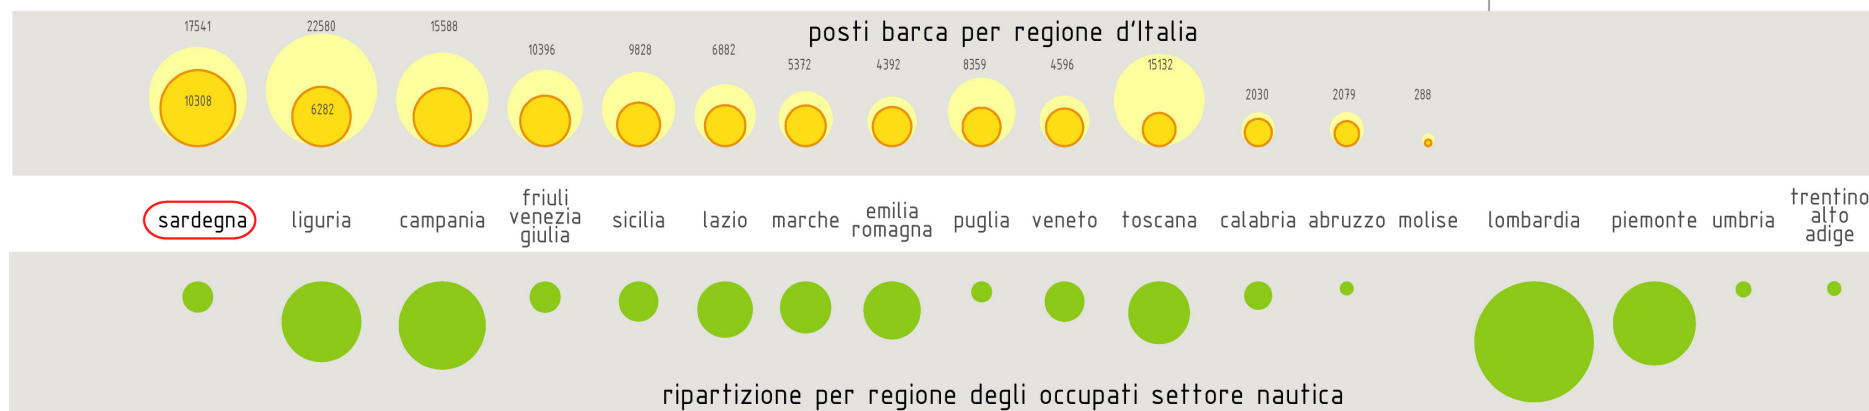 17541
22580
15588
posti barca per regione d'Italia
10396
9828
6882
5372
4392
8359
4596
15132
2030
2079
288
10308
6282
sardegna
liguria
campania
friuli
venezia
giulia
sicilia
lazio
marche
emilia
romagna
puglia
veneto
toscana
calabria
abruzzo
molise
lombardia
piemonte
umbria
trentino
alto
adige
ripartizione per regione degli occupati settore nautica